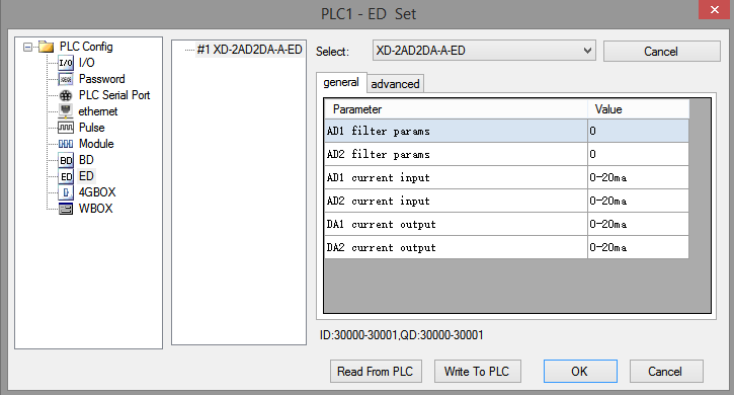 PLC1 - ED Set
PLC Config
I/O
I/O
Password
PLC Serial Port
ethernet
Pulse
Module
BD BD
ED ED
4GBOX
WBOX
#1 XD-2AD2DA-A-ED
Select: XD-2AD2DA-A-ED Cancel
general advanced
Parameter Value
AD1 filter params 0
AD2 filter params 0
AD1 current input 0-20ma
AD2 current input 0-20ma
DA1 current output 0-20ma
DA2 current output 0-20ma
ID:30000-30001,QD:30000-30001
Read From PLC Write To PLC OK Cancel